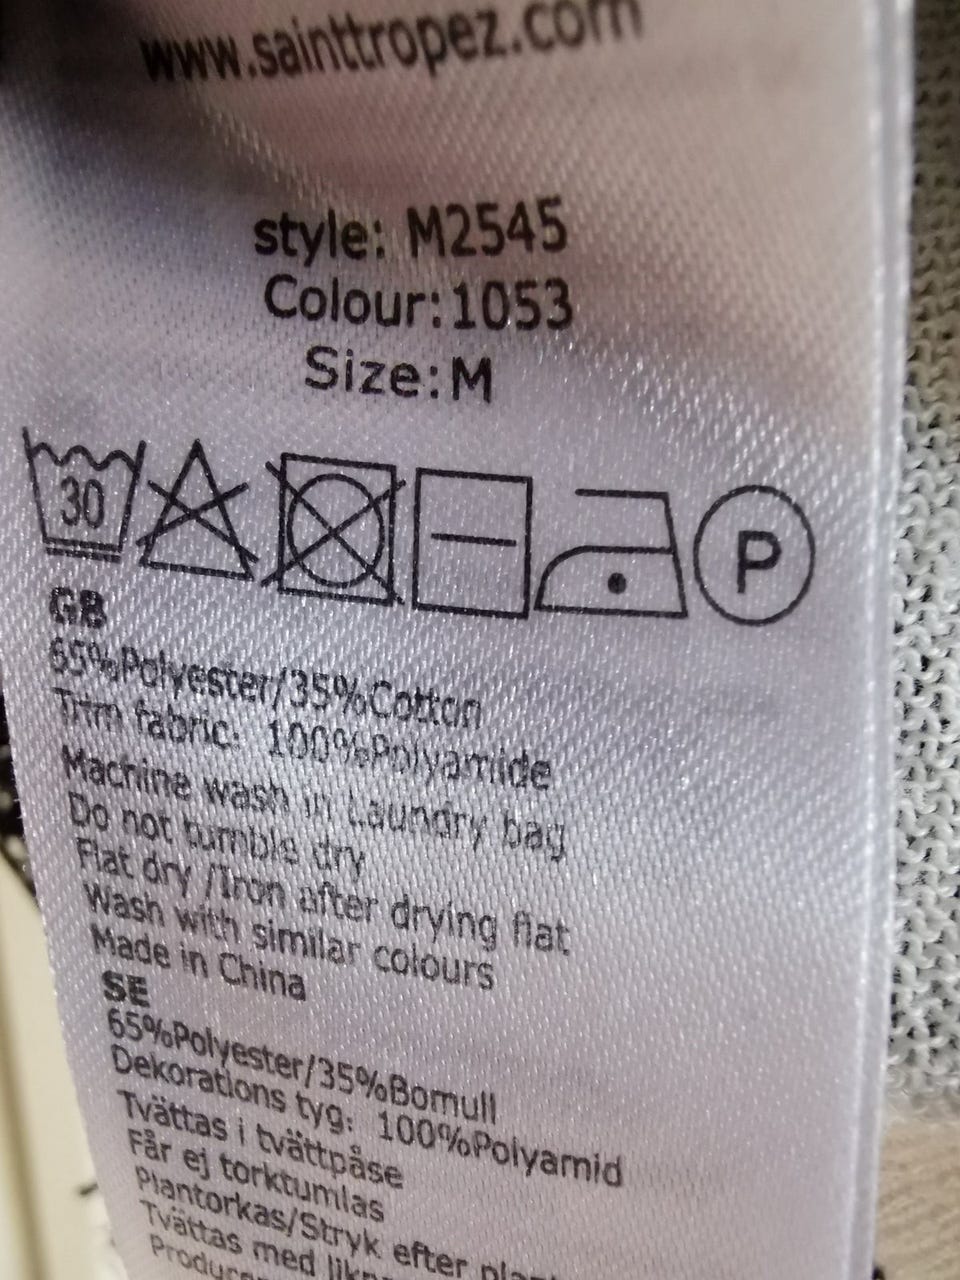 www.sainttropez.com
style: M2545
Colour:1053
Size:M
30 P
GB
65%Polyester/35%Cotton
Trim fabric: 100%Polyamide
Machine wash in Laundry bag
Do not tumble dry
Flat dry /Iron after drying flat
Wash with similar colours
Made in China
SE
65%Polyester/35%Bomull
Dekorations tyg: 100%Polyamid
Tvättas i tvättpåse
Får ej torktumlas
Plantorkas/Stryk efter
Tvättas med